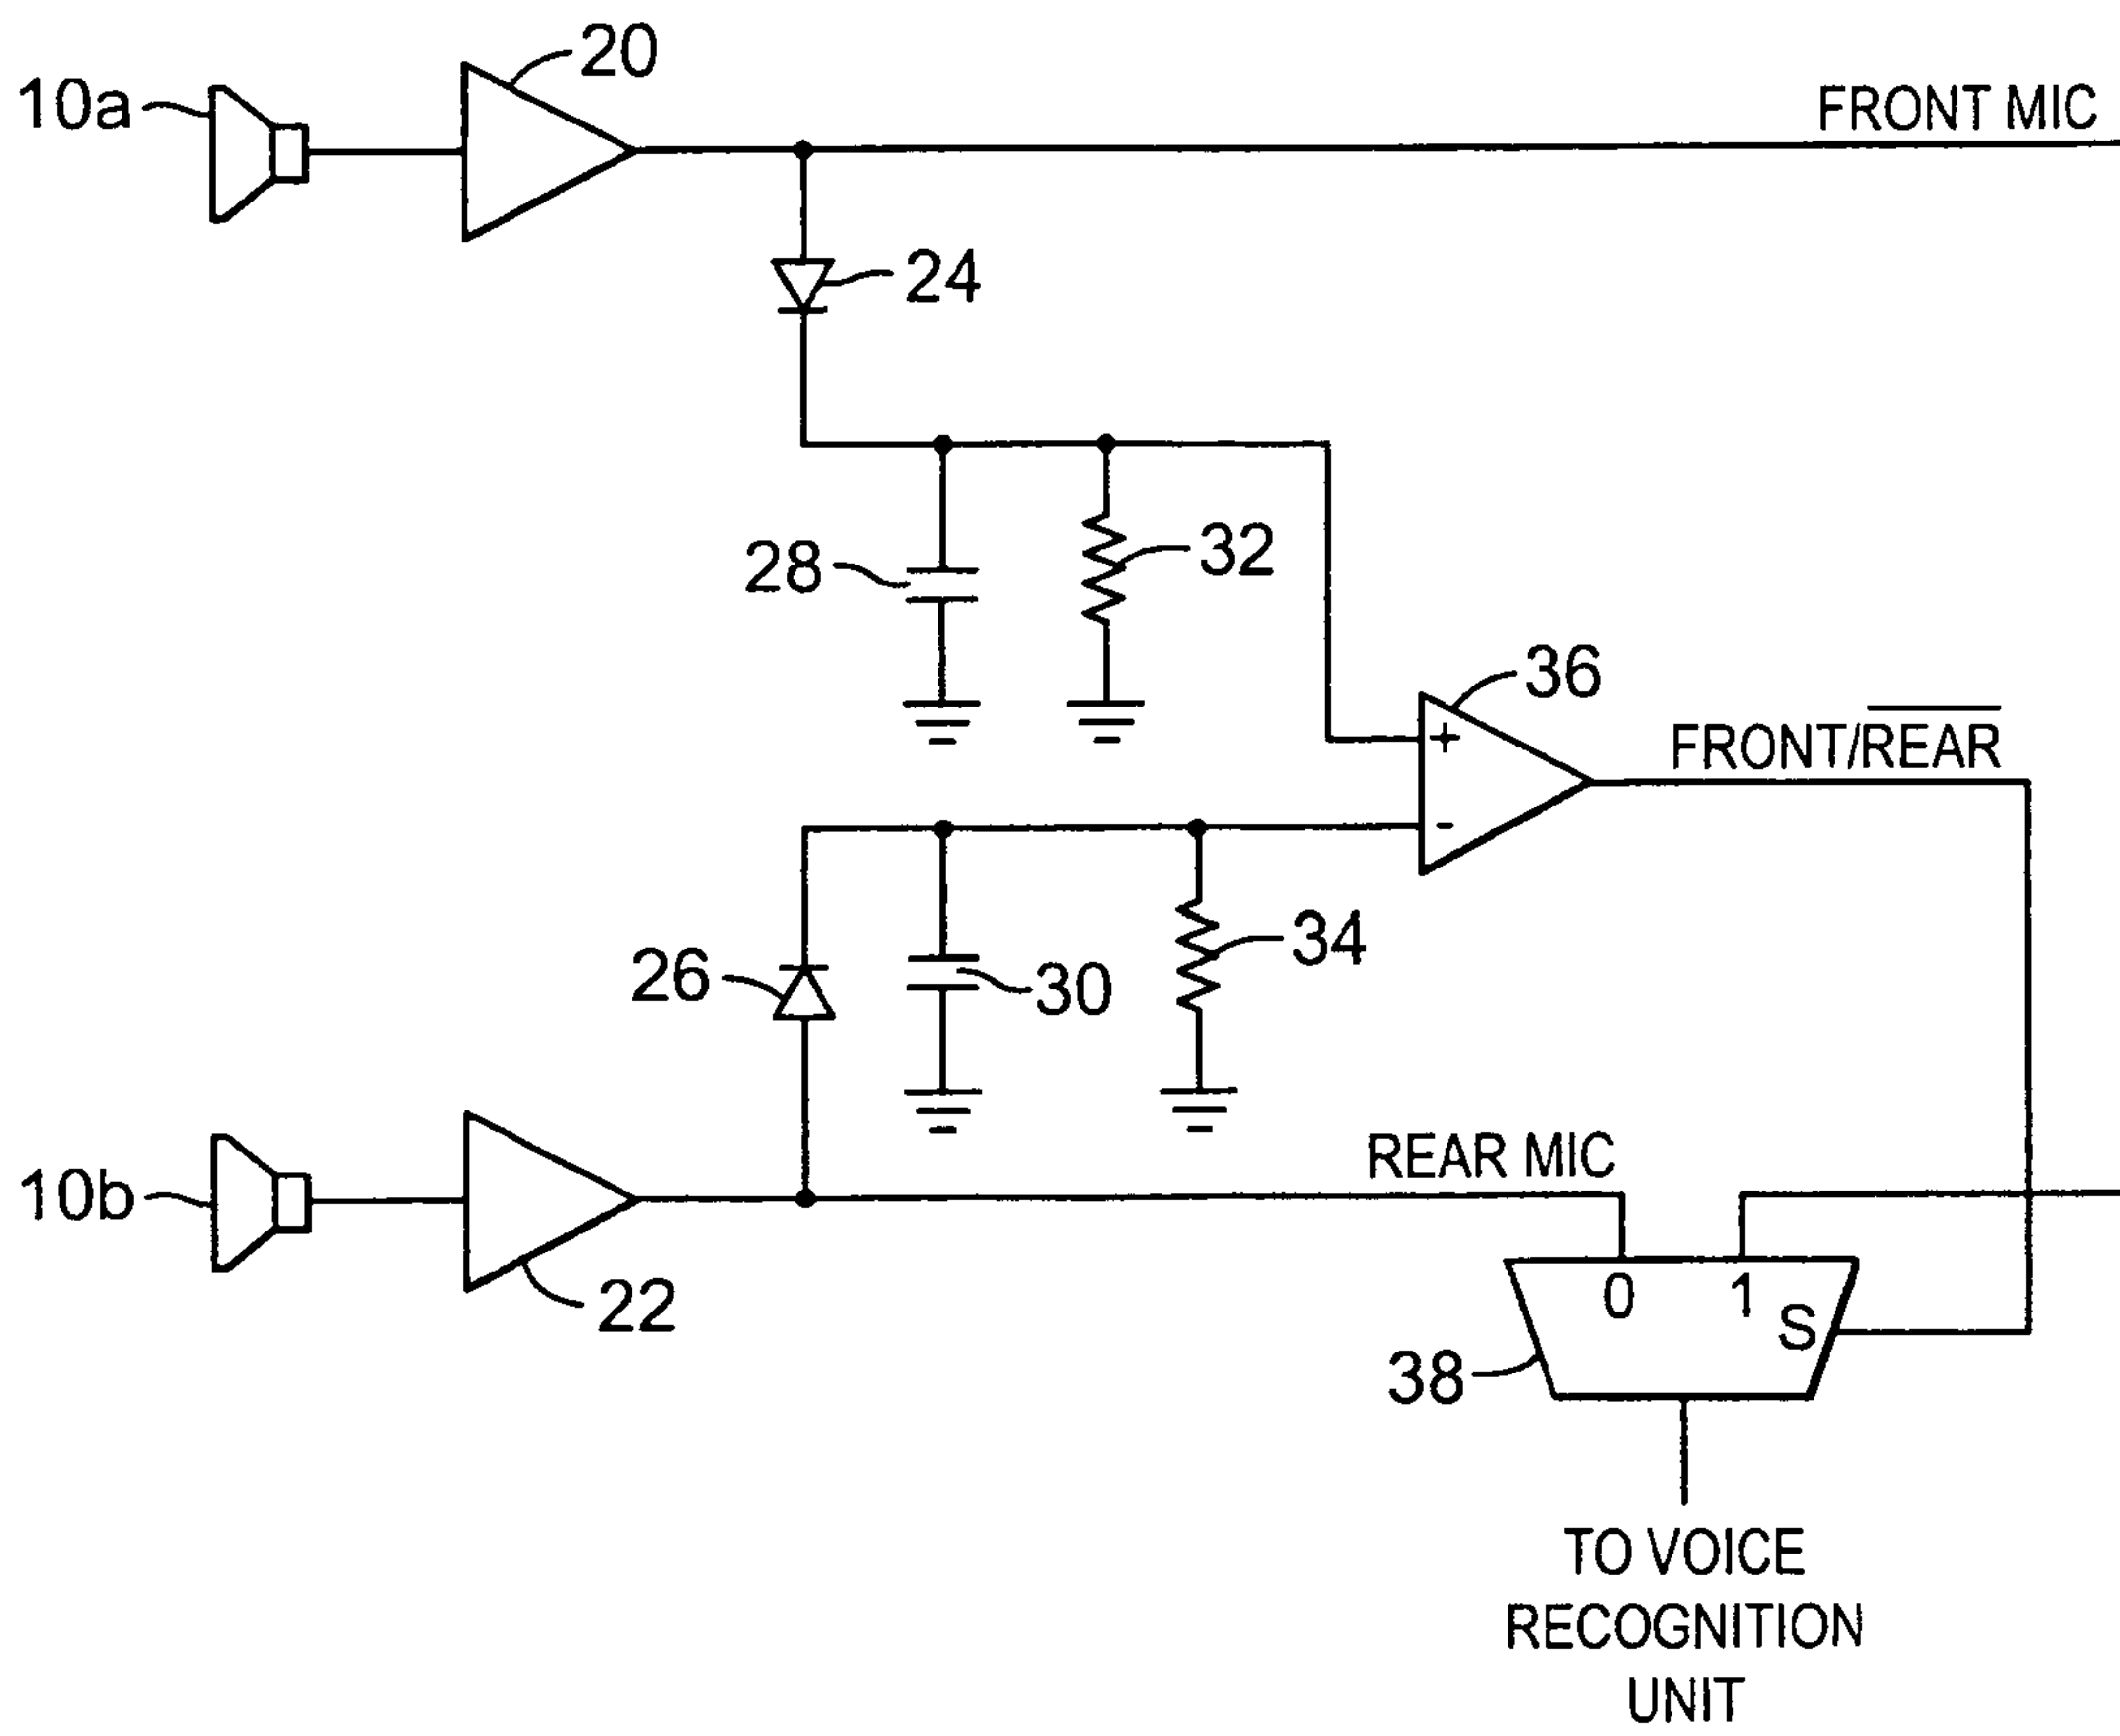 20
10a
FRONT MIC
24
32
28
36
+
FRONT/REAR
-
34
26
30
REAR MIC
10b
22
0 1
S
38
TO VOICE
RECOGNITION
UNIT